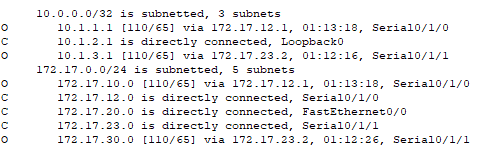 10.0.0.0/32 is subnetted, 3 subnets
O 10.1.1.1 [110/65] via 172.17.12.1, 01:13:18, Serial0/1/0
C 10.1.2.1 is directly connected, Loopback0
O 10.1.3.1 [110/65] via 172.17.23.2, 01:12:16, Serial0/1/1
172.17.0.0/24 is subnetted, 5 subnets
O 172.17.10.0 [110/65] via 172.17.12.1, 01:13:18, Serial0/1/0
C 172.17.12.0 is directly connected, Serial0/1/0
C 172.17.20.0 is directly connected, FastEthernet0/0
C 172.17.23.0 is directly connected, Serial0/1/1
O 172.17.30.0 [110/65] via 172.17.23.2, 01:12:26, Serial0/1/1